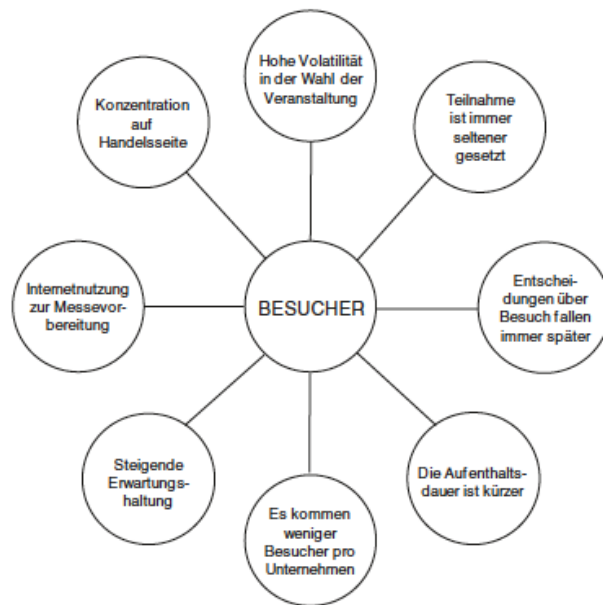 Hohe Volatilität
in der Wahl der
Veranstaltung
Teilnahme
ist immer
seltener
gesetzt
Entschei-
dungen über
Besuch fallen
immer später
Die Aufenthalts-
dauer ist kürzer
Es kommen
weniger
Besucher pro
Unternehmen
Steigende
Erwartungs-
haltung
Internetnutzung
zur Messevor-
bereitung
Konzentration
auf
Handelsseite
BESUCHER